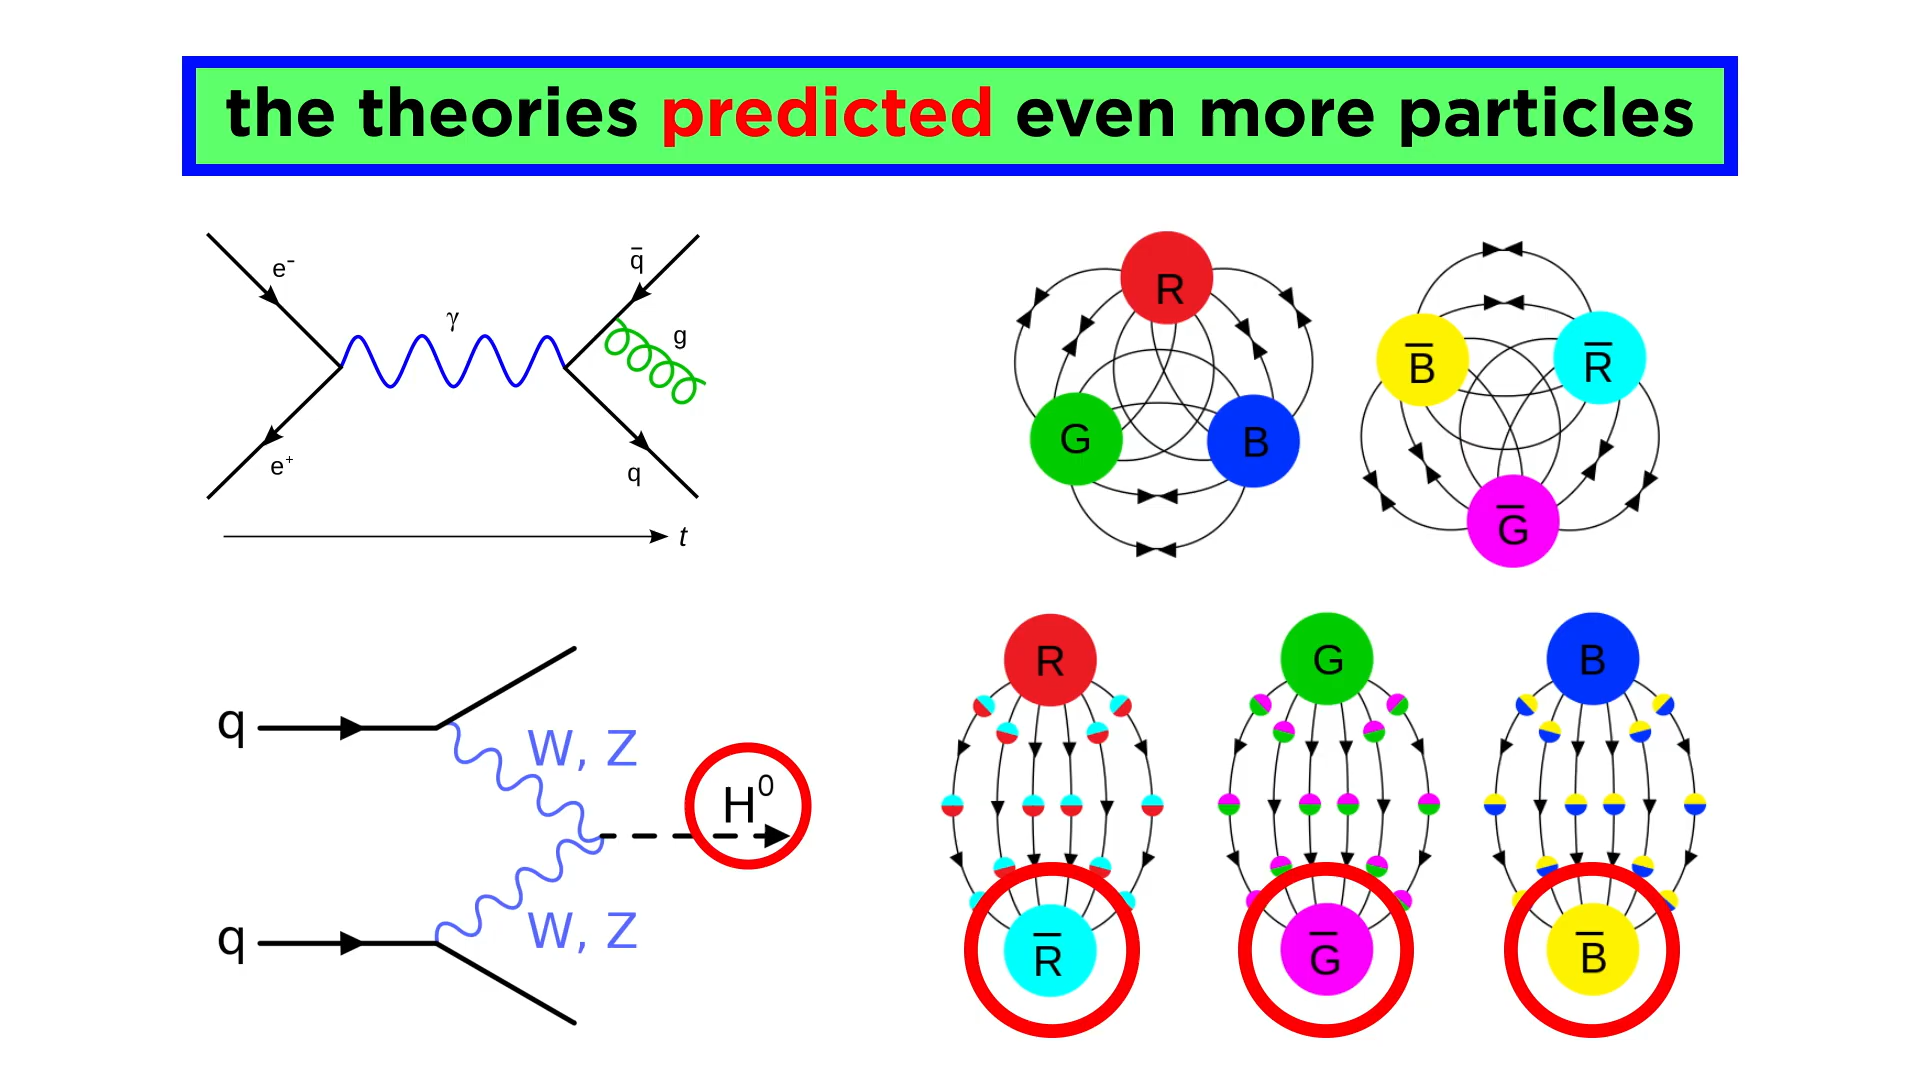 the theories predicted even more particles
e⁻
q̄
γ
g
e⁺
q
t
R
G
B
B̄
R̄
Ḡ
q
W, Z
H⁰
q
W, Z
R
G
B
R̄
Ḡ
B̄